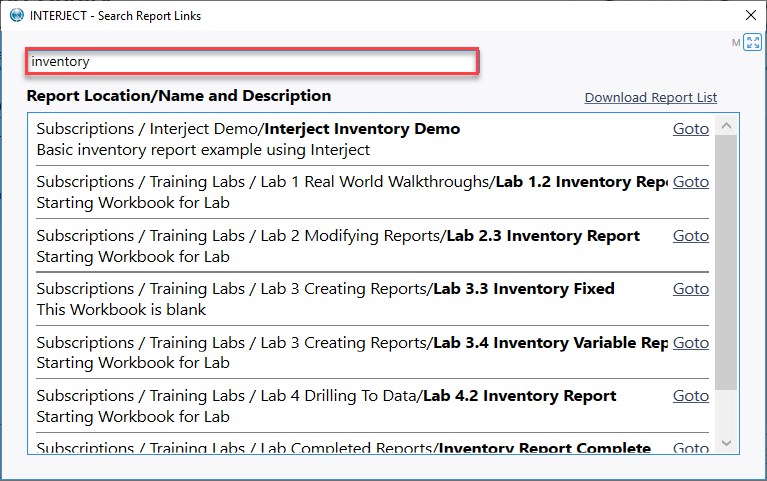 INTERJECT - Search Report Links
M
inventory
Report Location/Name and Description
Download Report List
Subscriptions / Interject Demo/Interject Inventory Demo Goto
Basic inventory report example using Interject
Subscriptions / Training Labs / Lab 1 Real World Walkthroughs/Lab 1.2 Inventory Repo Goto
Starting Workbook for Lab
Subscriptions / Training Labs / Lab 2 Modifying Reports/Lab 2.3 Inventory Report Goto
Starting Workbook for Lab
Subscriptions / Training Labs / Lab 3 Creating Reports/Lab 3.3 Inventory Fixed Goto
This Workbook is blank
Subscriptions / Training Labs / Lab 3 Creating Reports/Lab 3.4 Inventory Variable Rep Goto
Starting Workbook for Lab
Subscriptions / Training Labs / Lab 4 Drilling To Data/Lab 4.2 Inventory Report Goto
Starting Workbook for Lab
Subscriptions / Training Labs / Lab Completed Reports/Inventory Report Complete Goto